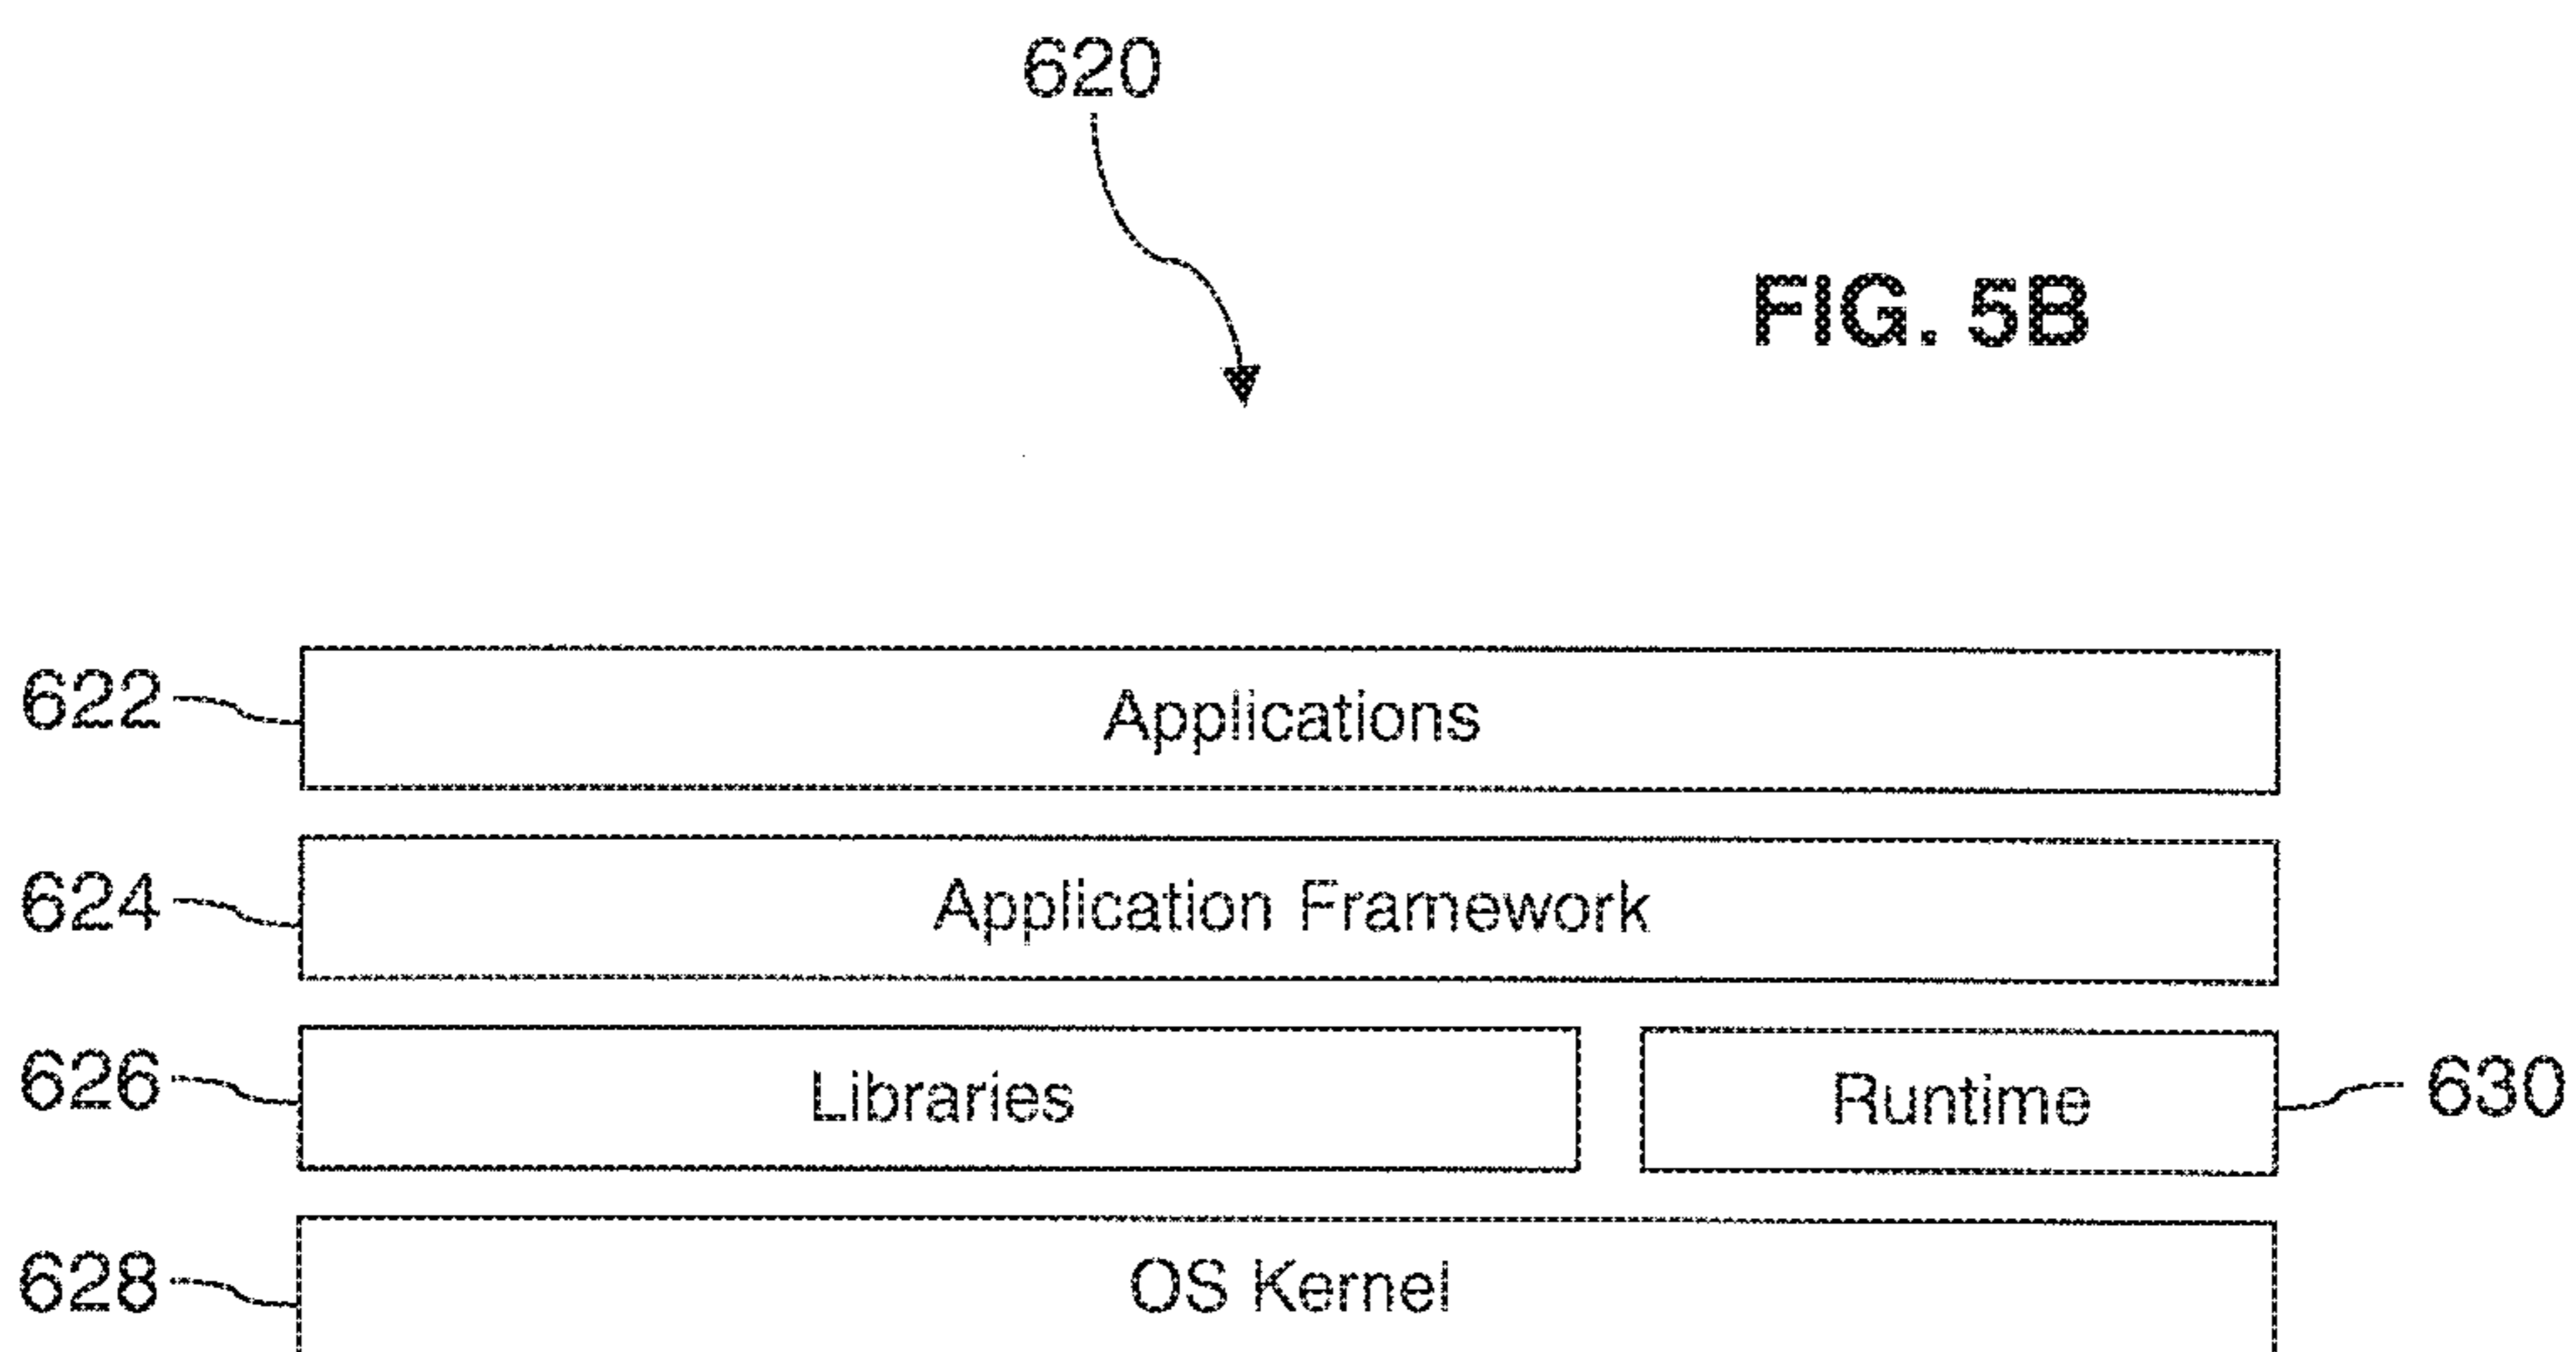 620
FIG. 5B
622 Applications
624 Application Framework
626 Libraries Runtime 630
628 OS Kernel